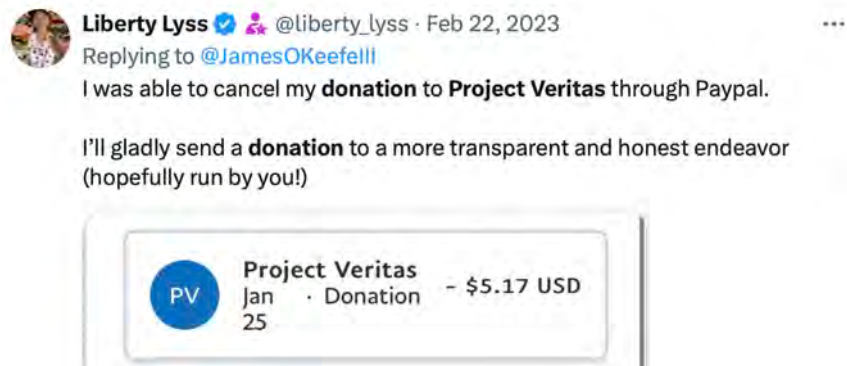 Liberty Lyss @liberty_lyss · Feb 22, 2023
Replying to @JamesOKeefeIII
I was able to cancel my donation to Project Veritas through Paypal.
I'll gladly send a donation to a more transparent and honest endeavor
(hopefully run by you!)
PV
Project Veritas
Jan · Donation - $5.17 USD
25